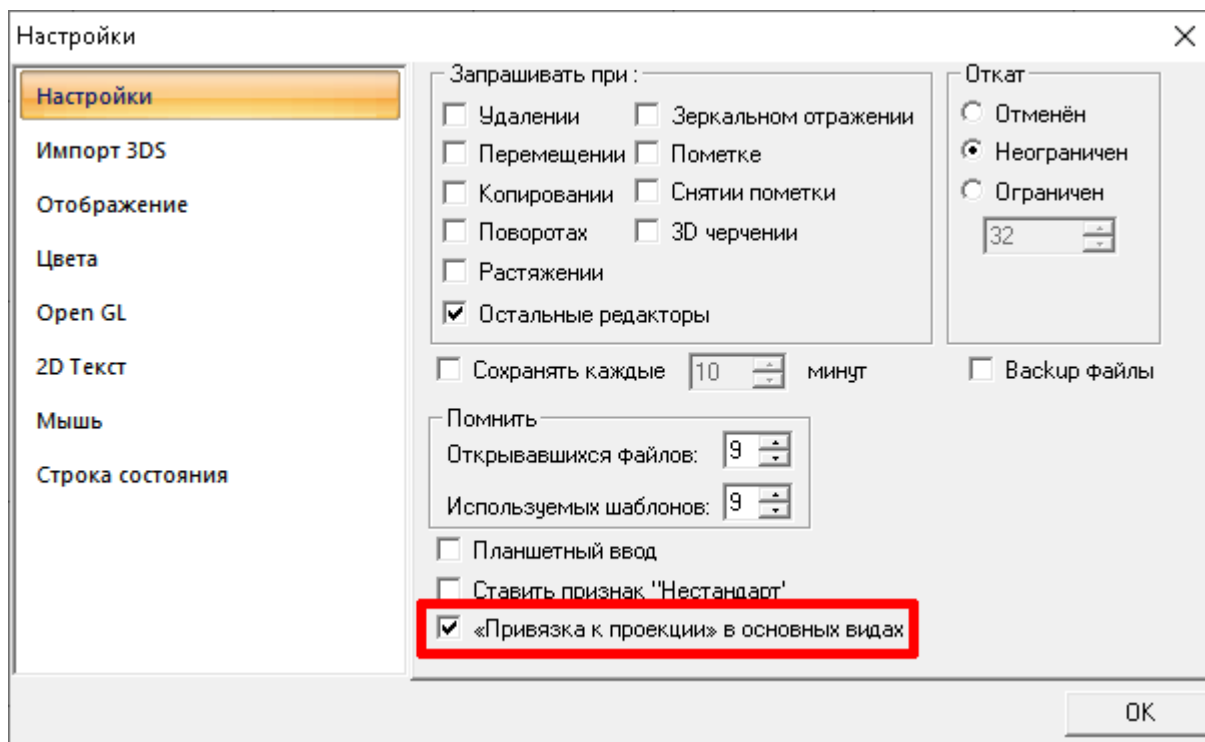 Настройки
Настройки
Импорт 3DS
Отображение
Цвета
Open GL
2D Текст
Мышь
Строка состояния
Запрашивать при :
Удалении
Зеркальном отражении
Перемещении
Пометке
Копировании
Снятии пометки
Поворотах
3D черчении
Растяжении
Остальные редакторы
Откат
Отменён
Неограничен
Ограничен
32
Сохранять каждые 10 минут
Backup файлы
Помнить
Открывавшихся файлов: 9
Используемых шаблонов: 9
Планшетный ввод
Ставить признак "Нестандарт'
«Привязка к проекции» в основных видах
OK